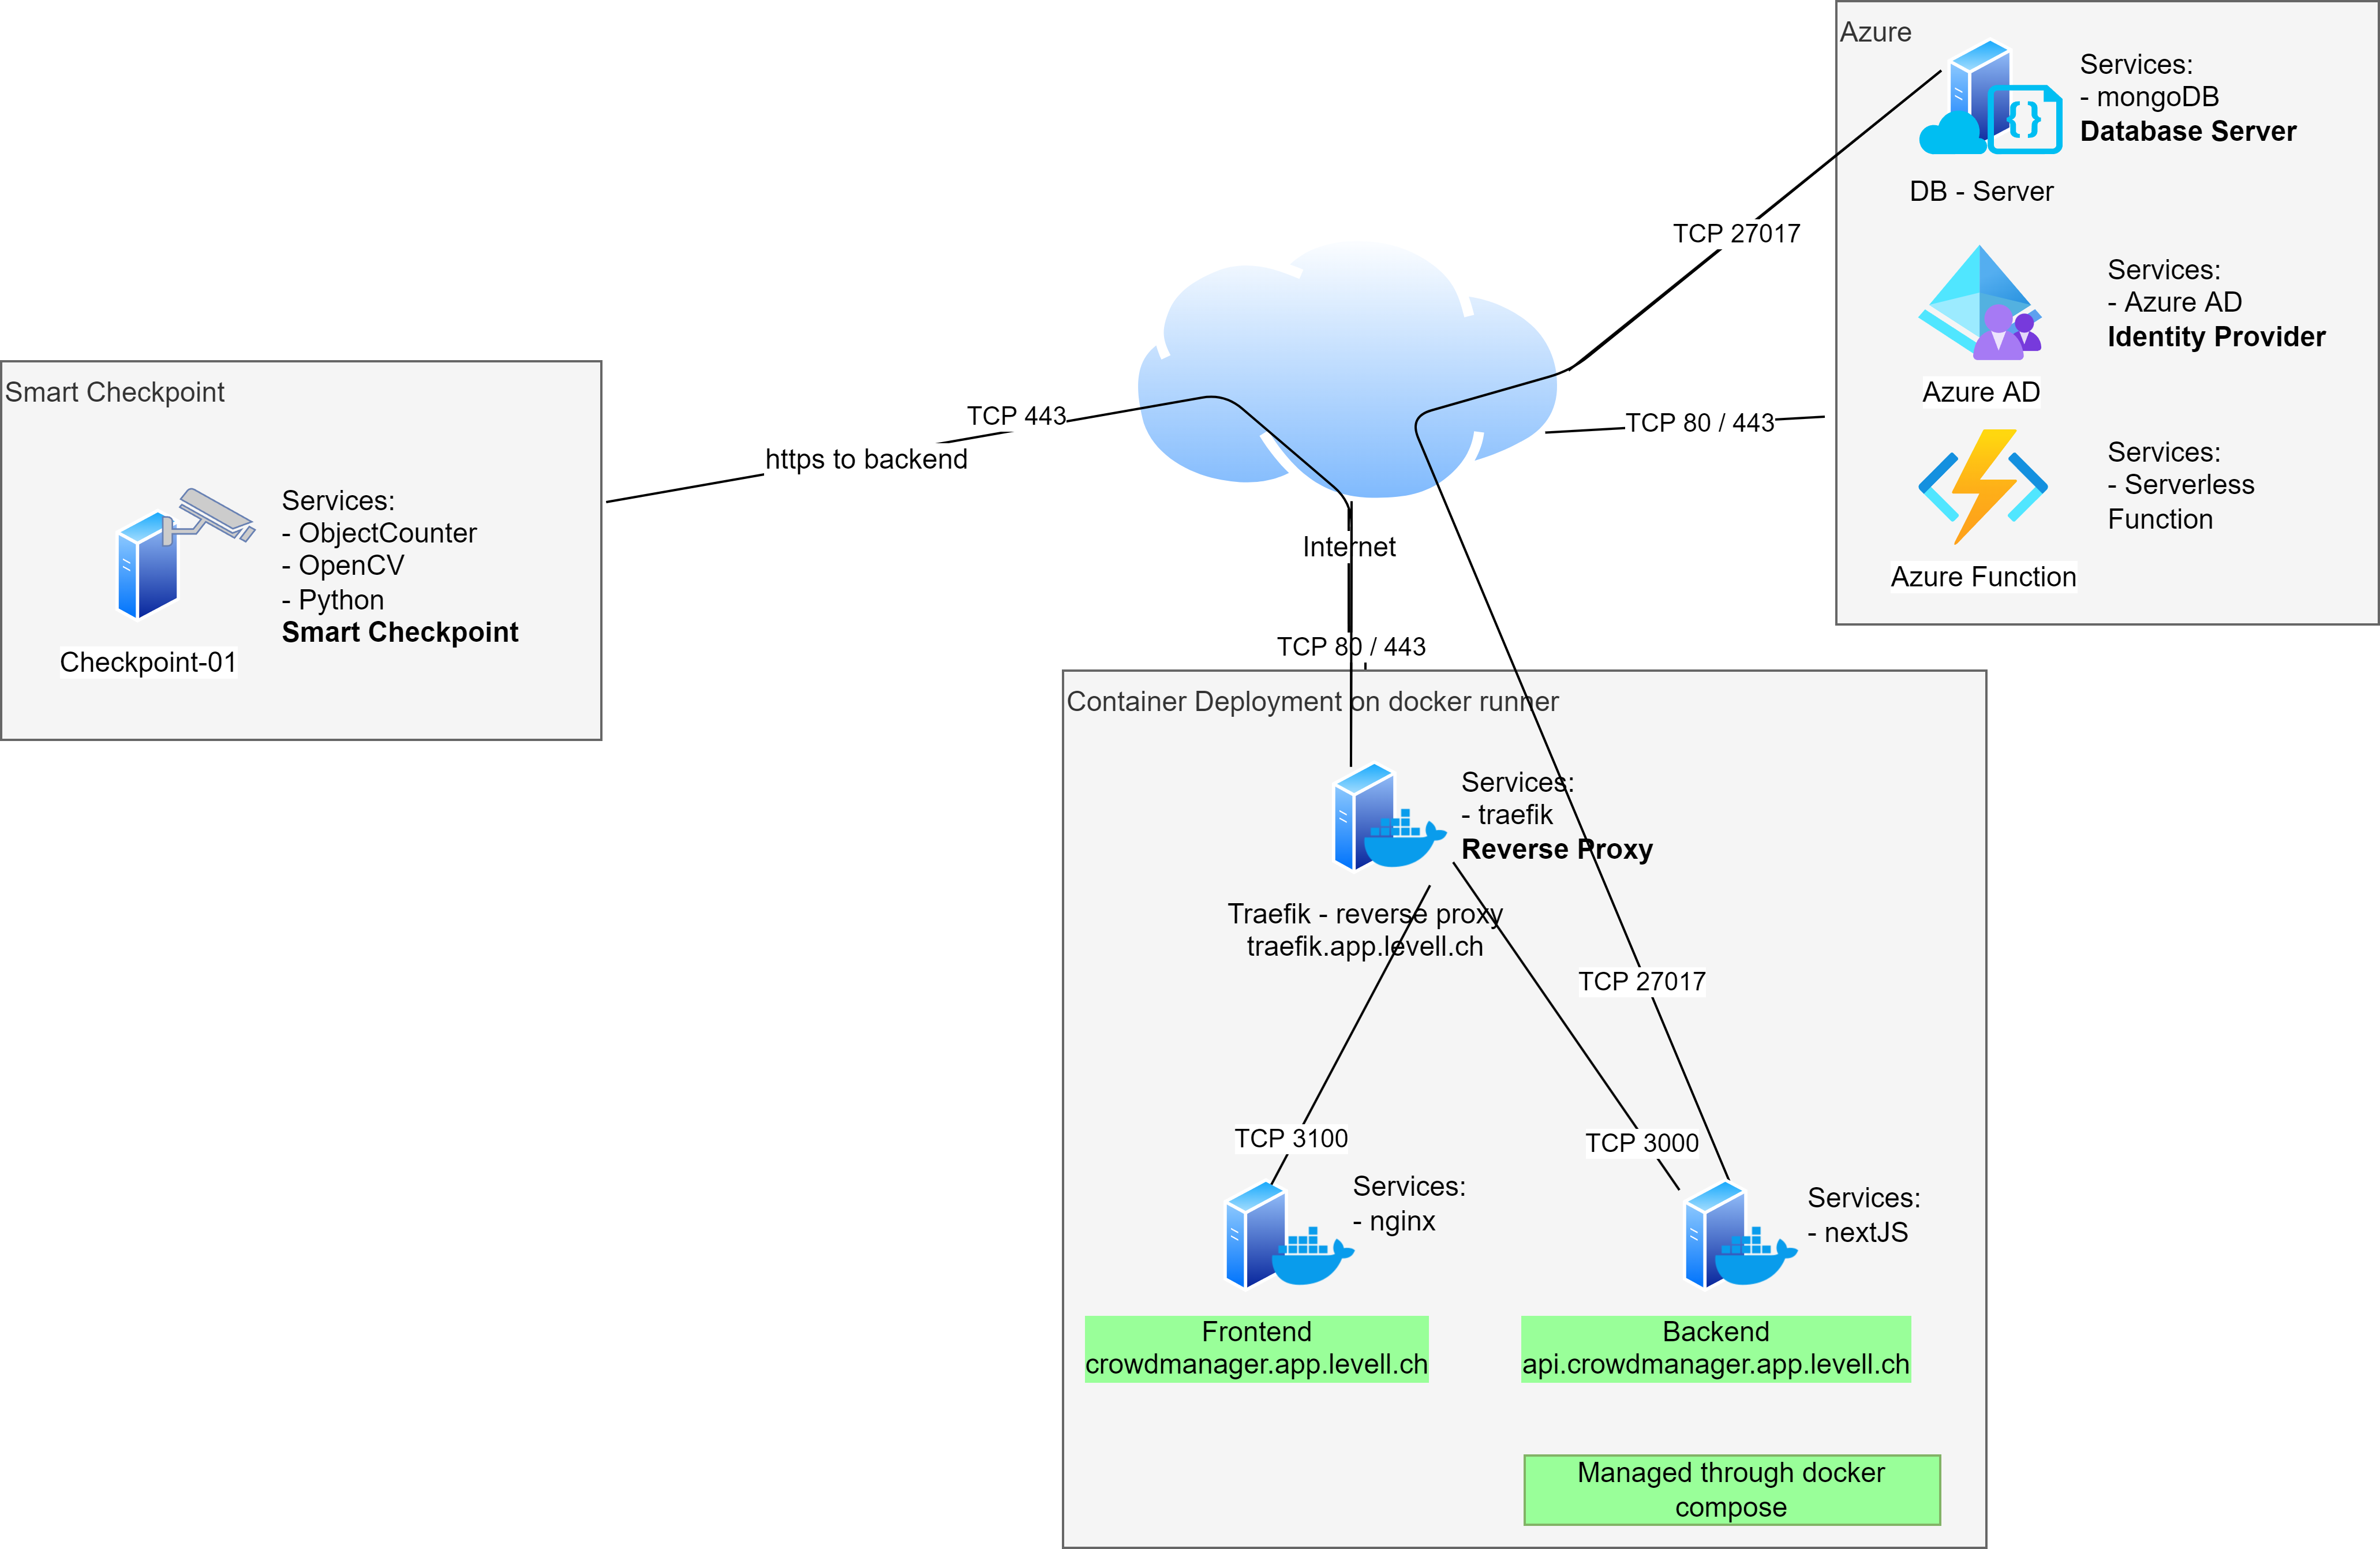 Azure
Services:
- mongoDB
Database Server
DB - Server
TCP 27017
Services:
- Azure AD
Identity Provider
Azure AD
TCP 80 / 443
Services:
- Serverless
Function
Azure Function
Smart Checkpoint
TCP 443
https to backend
Services:
- ObjectCounter
- OpenCV
- Python
Smart Checkpoint
Checkpoint-01
Internet
TCP 80 / 443
Container Deployment on docker runner
Services:
- traefik
Reverse Proxy
Traefik - reverse proxy
traefik.app.levell.ch
TCP 27017
TCP 3100
TCP 3000
Services:
- nginx
Services:
- nextJS
Frontend
crowdmanager.app.levell.ch
Backend
api.crowdmanager.app.levell.ch
Managed through docker
compose